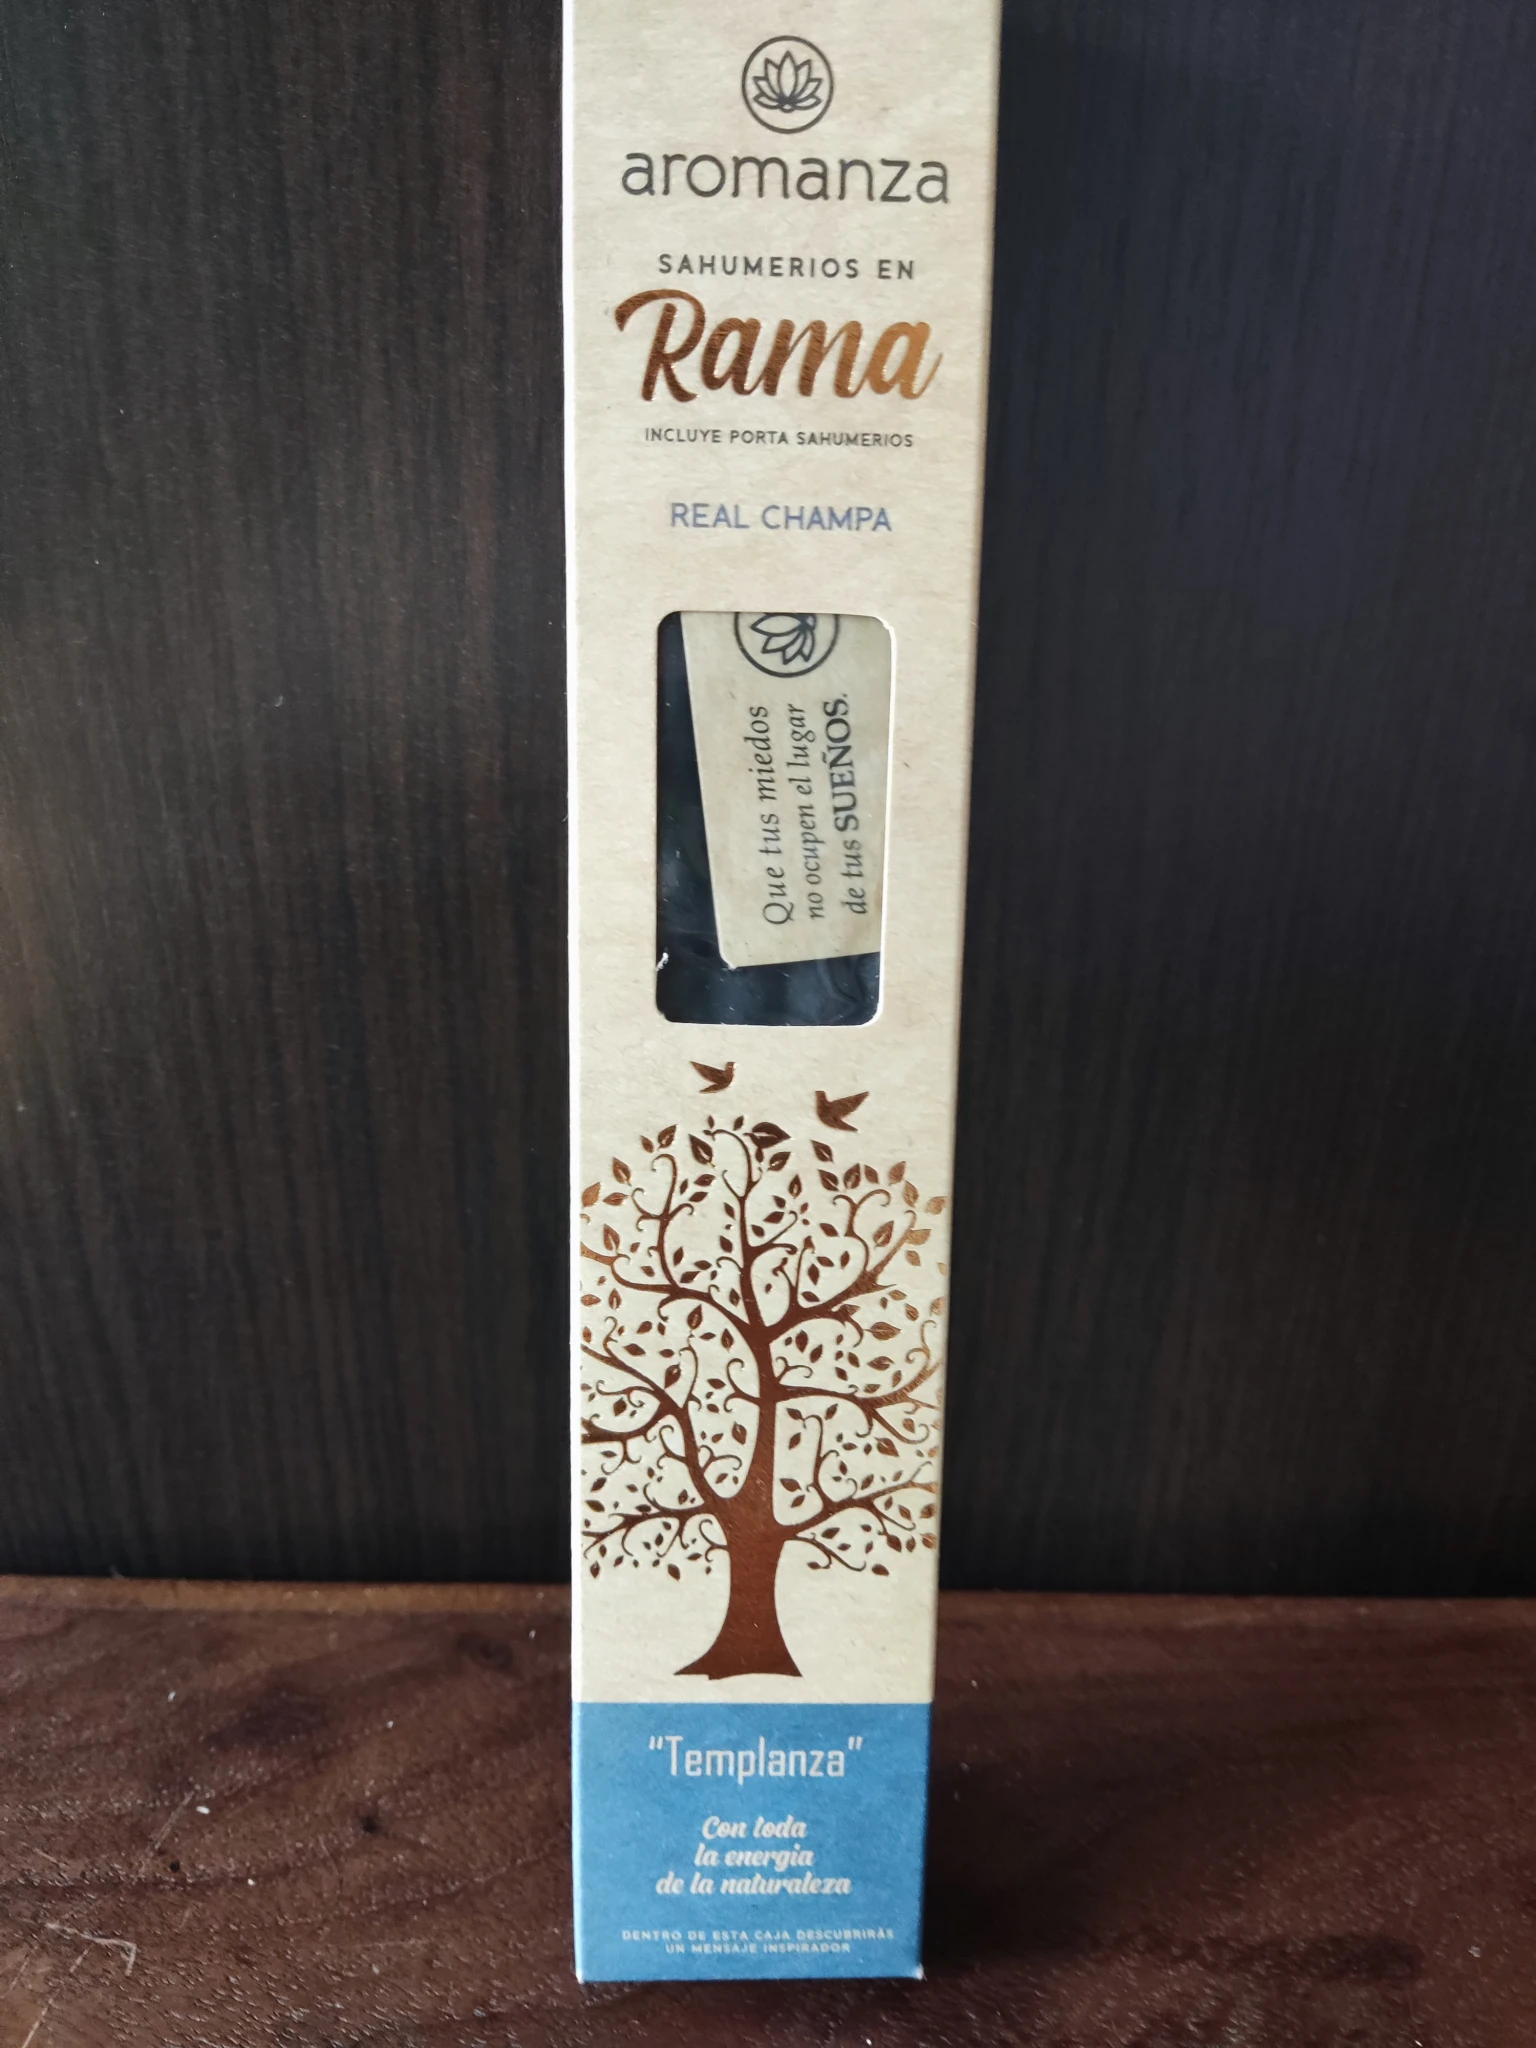 aromanza
SAHUMERIOS EN
Rama
INCLUYE PORTA SAHUMERIOS
REAL CHAMPA
Que tus miedos
no ocupen el lugar
de tus SUEÑOS.
"Templanza"
Con toda
la energia
de la naturaleza
DENTRO DE ESTA CAJA DESCUBRIRÁS
UN MENSAJE INSPIRADOR